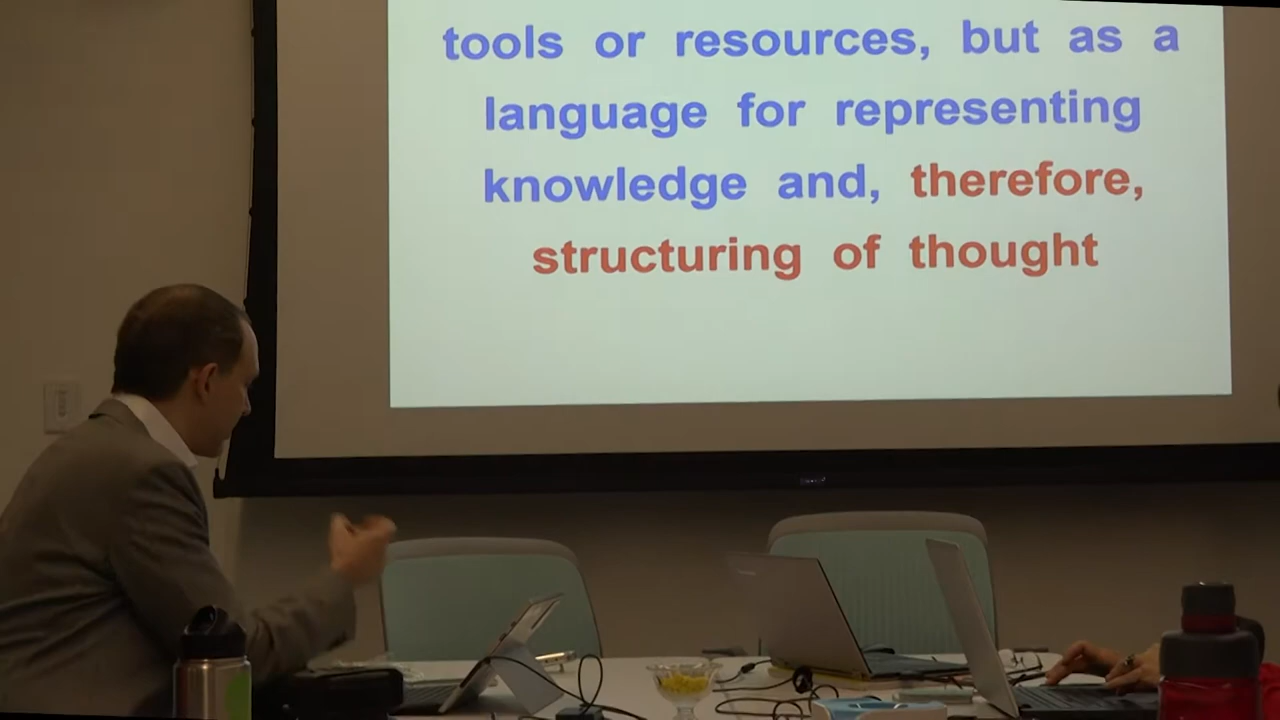 tools or resources, but as a
language for representing
knowledge and, therefore,
structuring of thought